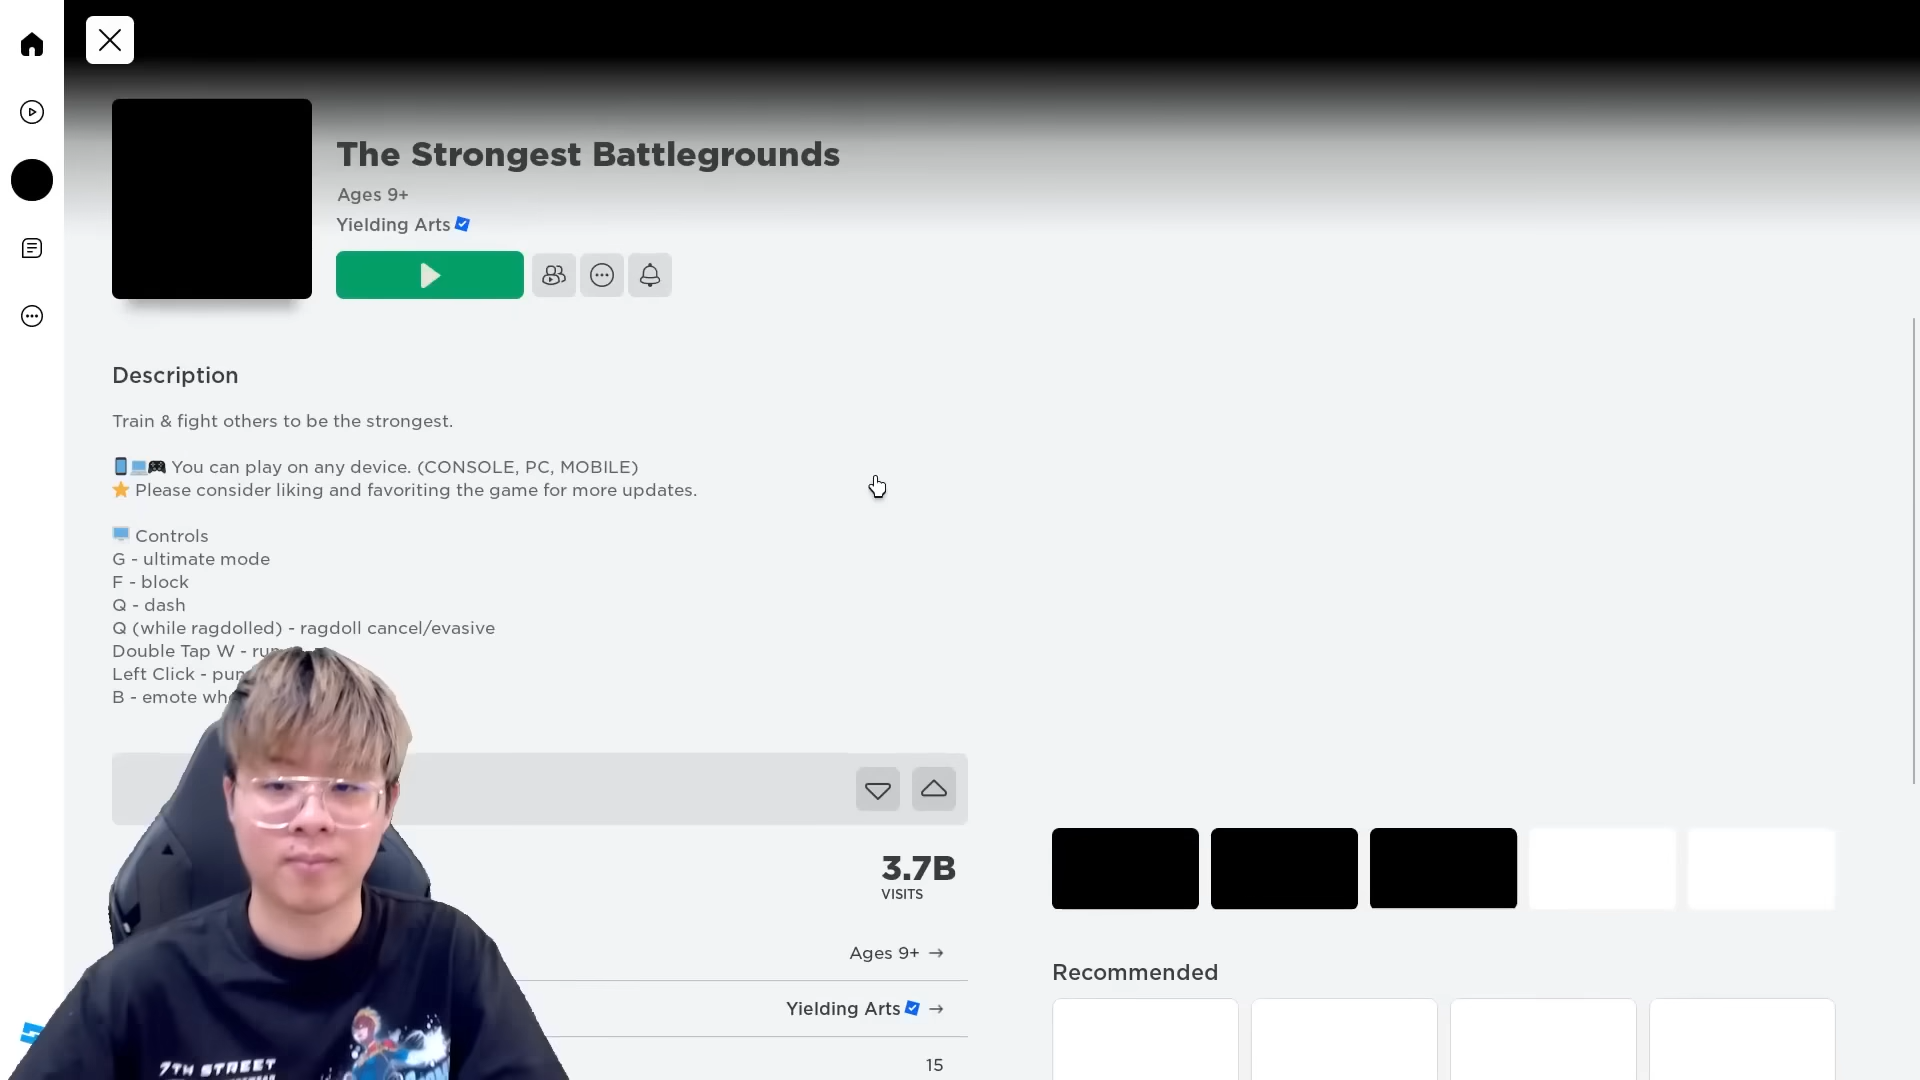 The Strongest Battlegrounds
Ages 9+
Yielding Arts
Description
Train & fight others to be the strongest.
You can play on any device. (CONSOLE, PC, MOBILE)
Please consider liking and favoriting the game for more updates.
Controls
G - ultimate mode
F - block
Q - dash
Q (while ragdolled) - ragdoll cancel/evasive
Double Tap W -
Left Click -
B - emote
3.7B
VISITS
Ages 9+ →
Yielding Arts →
15
Recommended
7TH STREET